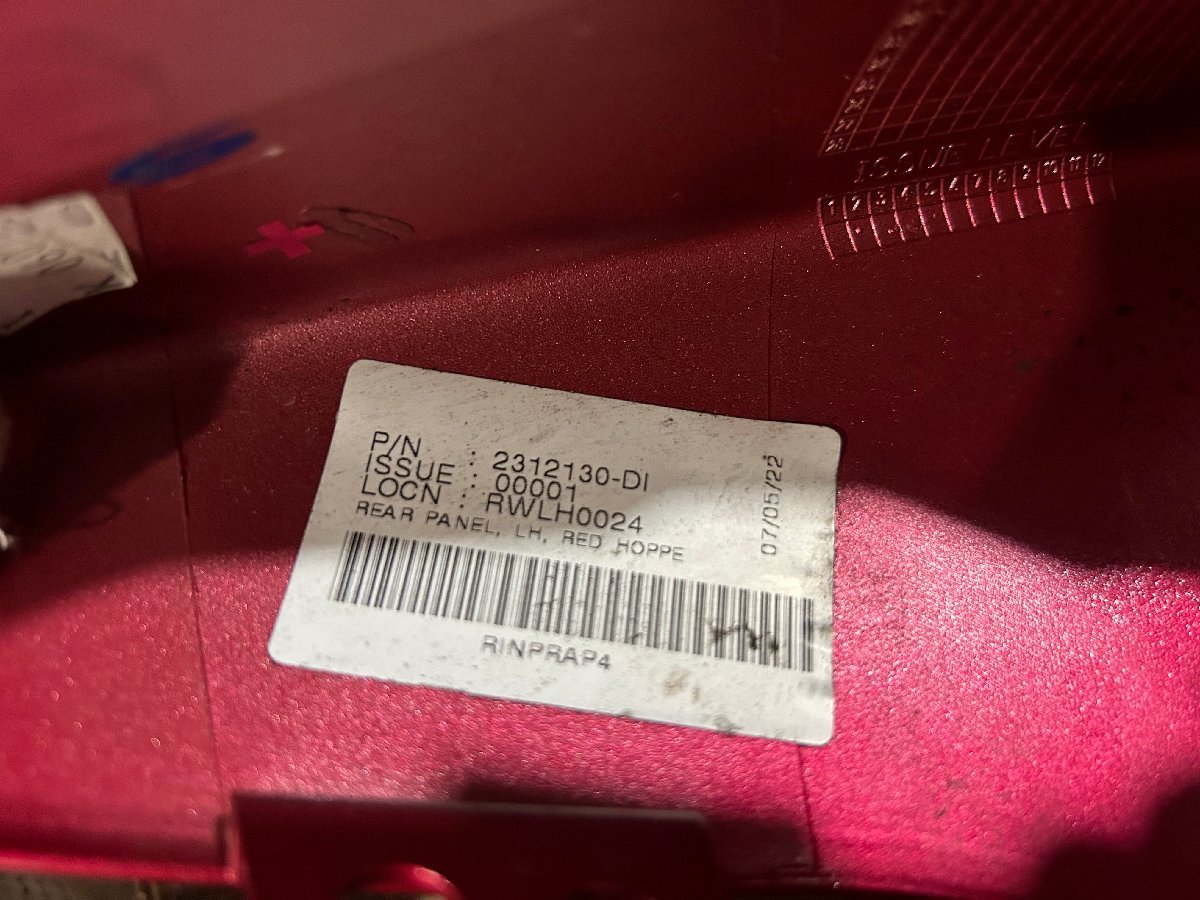 ISSUE LEVEL
1 2 3 4 5 6 7 8 9 10 11 12
P/N : 2312130-DI
ISSUE : 00001
LOCN : RWLH0024
REAR PANEL, LH, RED HOPPE
07/05/22
RINPRAP4